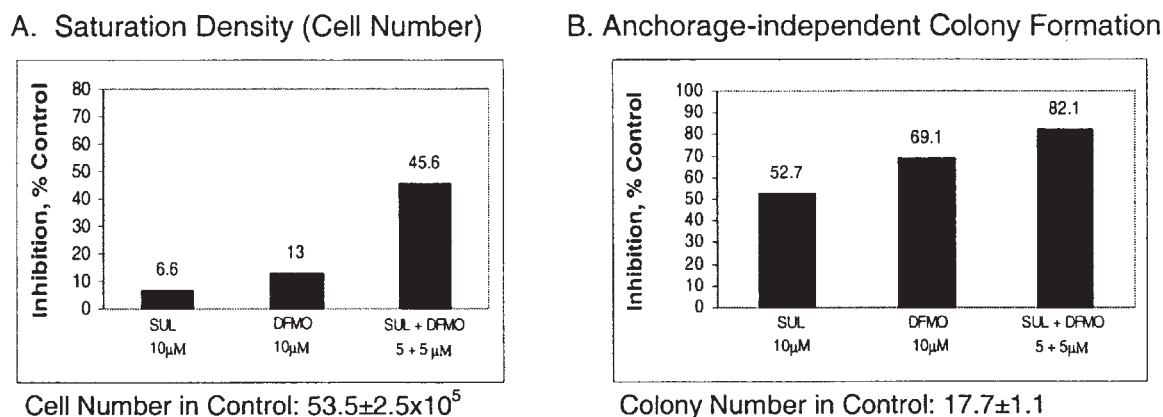 A. Saturation Density (Cell Number)
Inhibition, % Control
80
70
60
50
40
30
20
10
0
6.6
13
45.6
SUL
10µM
DFMO
10µM
SUL + DFMO
5 + 5 µM
Cell Number in Control: 53.5±2.5x10⁵
B. Anchorage-independent Colony Formation
Inhibition, % Control
100
90
80
70
60
50
40
30
20
10
0
52.7
69.1
82.1
SUL
10µM
DFMO
10µM
SUL + DFMO
5 + 5µM
Colony Number in Control: 17.7±1.1